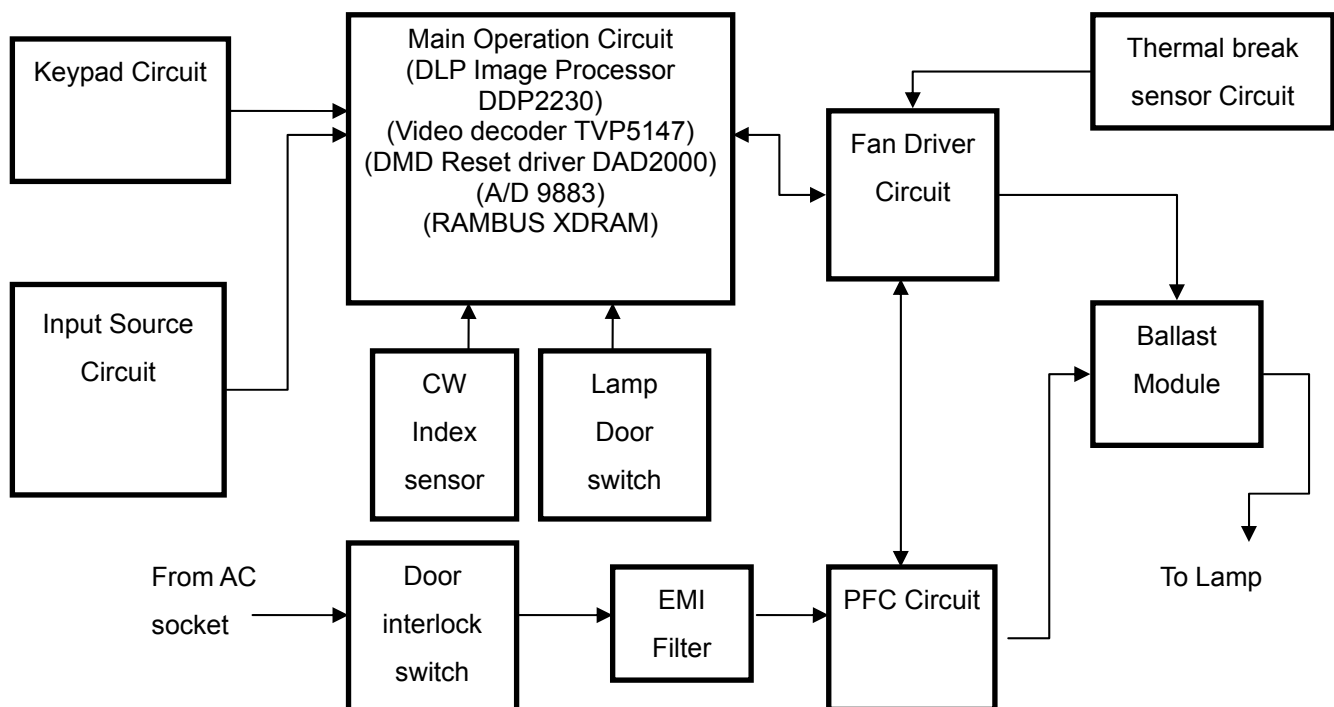 Keypad Circuit
Main Operation Circuit
(DLP Image Processor
DDP2230)
(Video decoder TVP5147)
(DMD Reset driver DAD2000)
(A/D 9883)
(RAMBUS XDRAM)
Thermal break
sensor Circuit
Fan Driver
Circuit
Input Source
Circuit
CW
Index
sensor
Lamp
Door
switch
Ballast
Module
From AC
socket
Door
interlock
switch
EMI
Filter
PFC Circuit
To Lamp